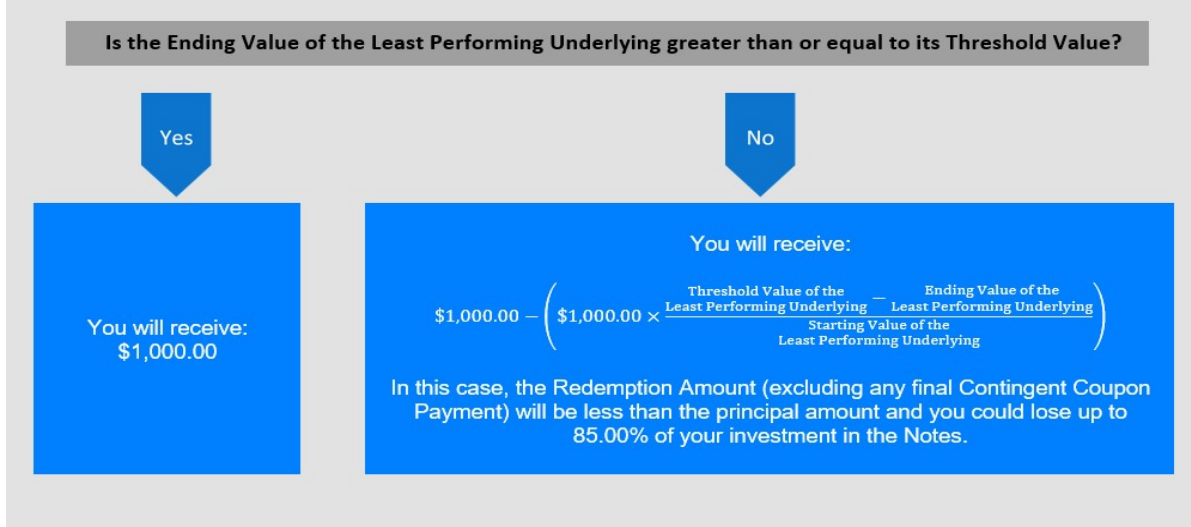 Is the Ending Value of the Least Performing Underlying greater than or equal to its Threshold Value?
Yes
No
You will receive:
$1,000.00
You will receive:
$1,000.00 − ($1,000.00 × (Threshold Value of the Least Performing Underlying − Ending Value of the Least Performing Underlying) / Starting Value of the Least Performing Underlying)
In this case, the Redemption Amount (excluding any final Contingent Coupon
Payment) will be less than the principal amount and you could lose up to
85.00% of your investment in the Notes.